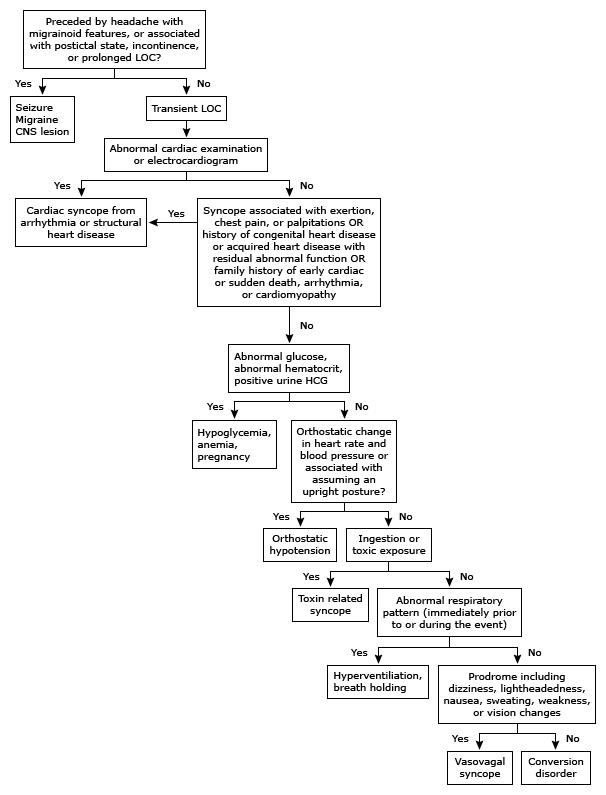 Preceded by headache with
migrainoid features, or associated
with postictal state, incontinence,
or prolonged LOC?
Yes
No
Seizure
Migraine
CNS lesion
Transient LOC
Abnormal cardiac examination
or electrocardiogram
Yes
No
Cardiac syncope from
arrhythmia or structural
heart disease
Yes
Syncope associated with exertion,
chest pain, or palpitations OR
history of congenital heart disease
or acquired heart disease with
residual abnormal function OR
family history of early cardiac
or sudden death, arrhythmia,
or cardiomyopathy
No
Abnormal glucose,
abnormal hematocrit,
positive urine HCG
Yes
No
Hypoglycemia,
anemia,
pregnancy
Orthostatic change
in heart rate and
blood pressure or
associated with
assuming an
upright posture?
Yes
No
Orthostatic
hypotension
Ingestion or
toxic exposure
Yes
No
Toxin related
syncope
Abnormal respiratory
pattern (immediately prior
to or during the event)
Yes
No
Hyperventiliation,
breath holding
Prodrome including
dizziness, lightheadedness,
nausea, sweating, weakness,
or vision changes
Yes
No
Vasovagal
syncope
Conversion
disorder